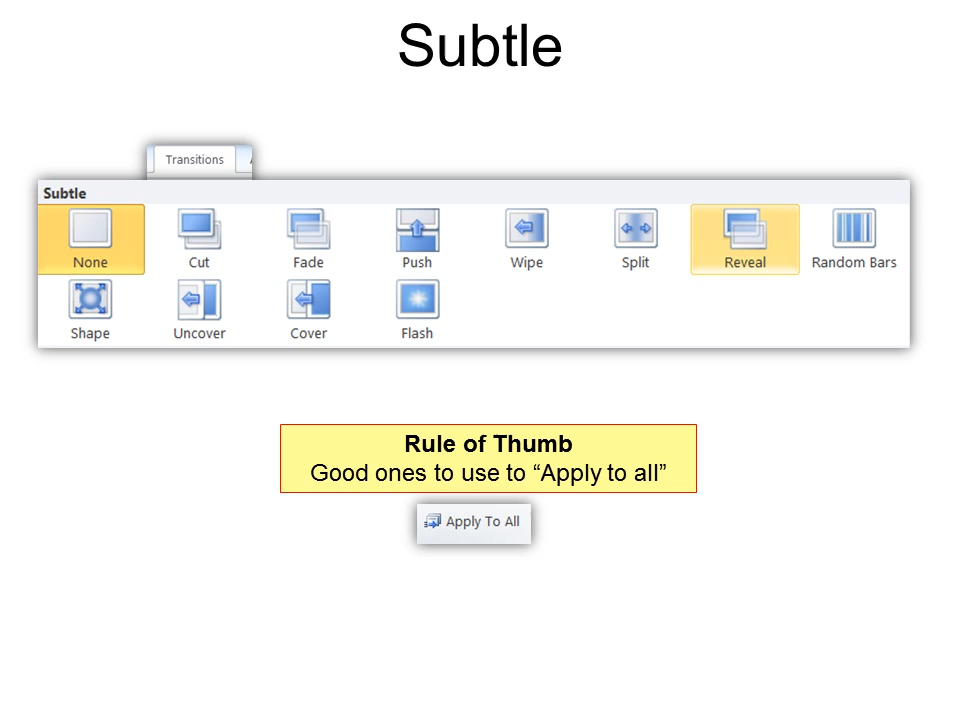 Subtle
Transitions
Subtle
None Cut Fade Push Wipe Split Reveal Random Bars
Shape Uncover Cover Flash
Rule of Thumb
Good ones to use to “Apply to all”
Apply To All